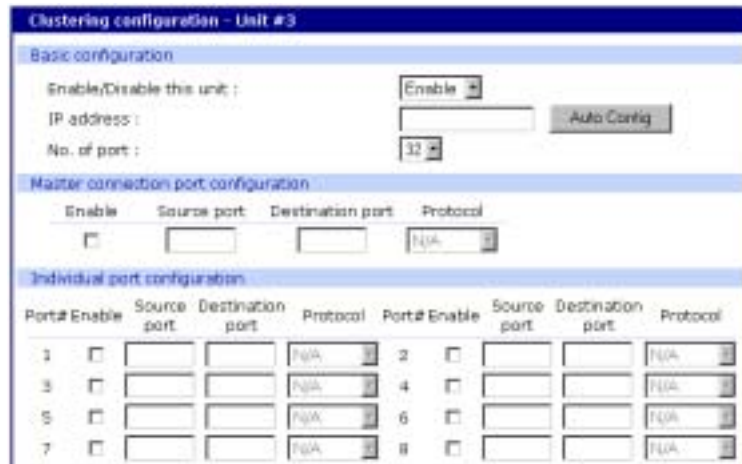 Clustering configuration - Unit #3
Basic configuration
Enable/Disable this unit : Enable
IP address : Auto Config
No. of port : 32
Master connection port configuration
Enable Source port Destination port Protocol
N/A
Individual port configuration
Port# Enable Source port Destination port Protocol Port# Enable Source port Destination port Protocol
1 N/A 2 N/A
3 N/A 4 N/A
5 N/A 6 N/A
7 N/A 8 N/A